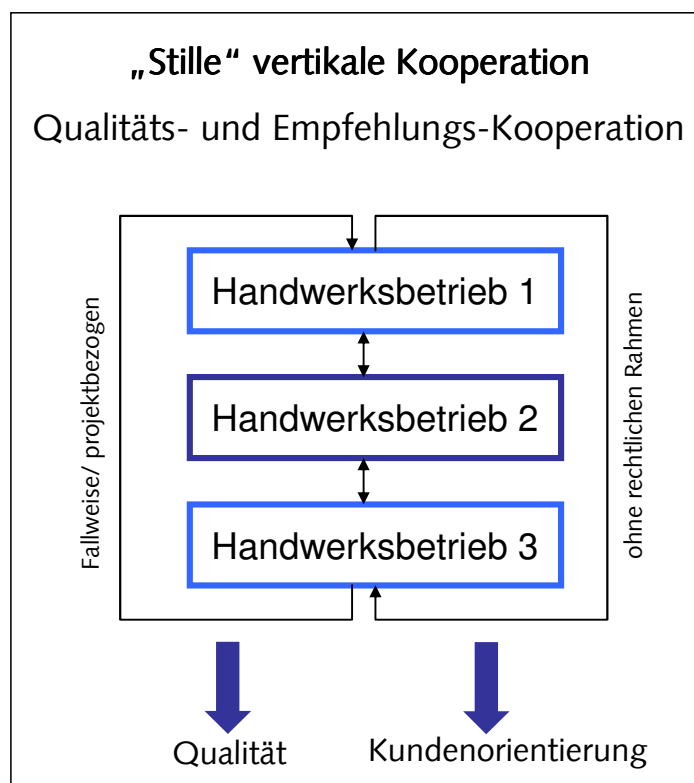 „Stille“ vertikale Kooperation
Qualitäts- und Empfehlungs-Kooperation
Fallweise/ projektbezogen
Handwerksbetrieb 1
Handwerksbetrieb 2
Handwerksbetrieb 3
ohne rechtlichen Rahmen
Qualität
Kundenorientierung